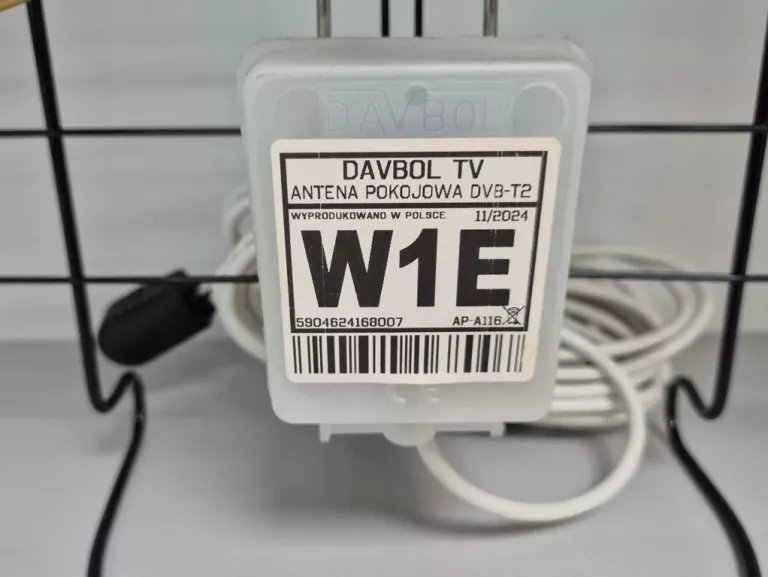 DAVBOL
DAVBOL TV
ANTENA POKOJOWA DVB-T2
WYPRODUKOWANO W POLSCE 11/2024
W1E
5904624168007 AP-A116